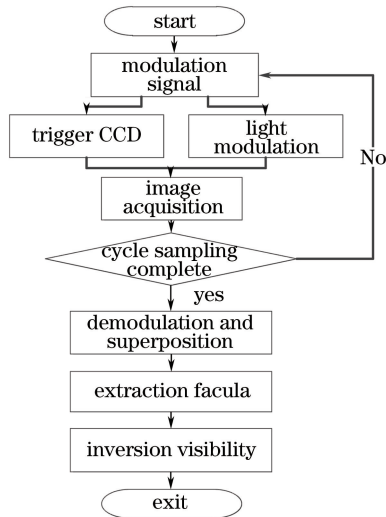 start
modulation
signal
trigger CCD
light
modulation
No
image
acquisition
cycle sampling
complete
yes
demodulation and
superposition
extraction facula
inversion visibility
exit